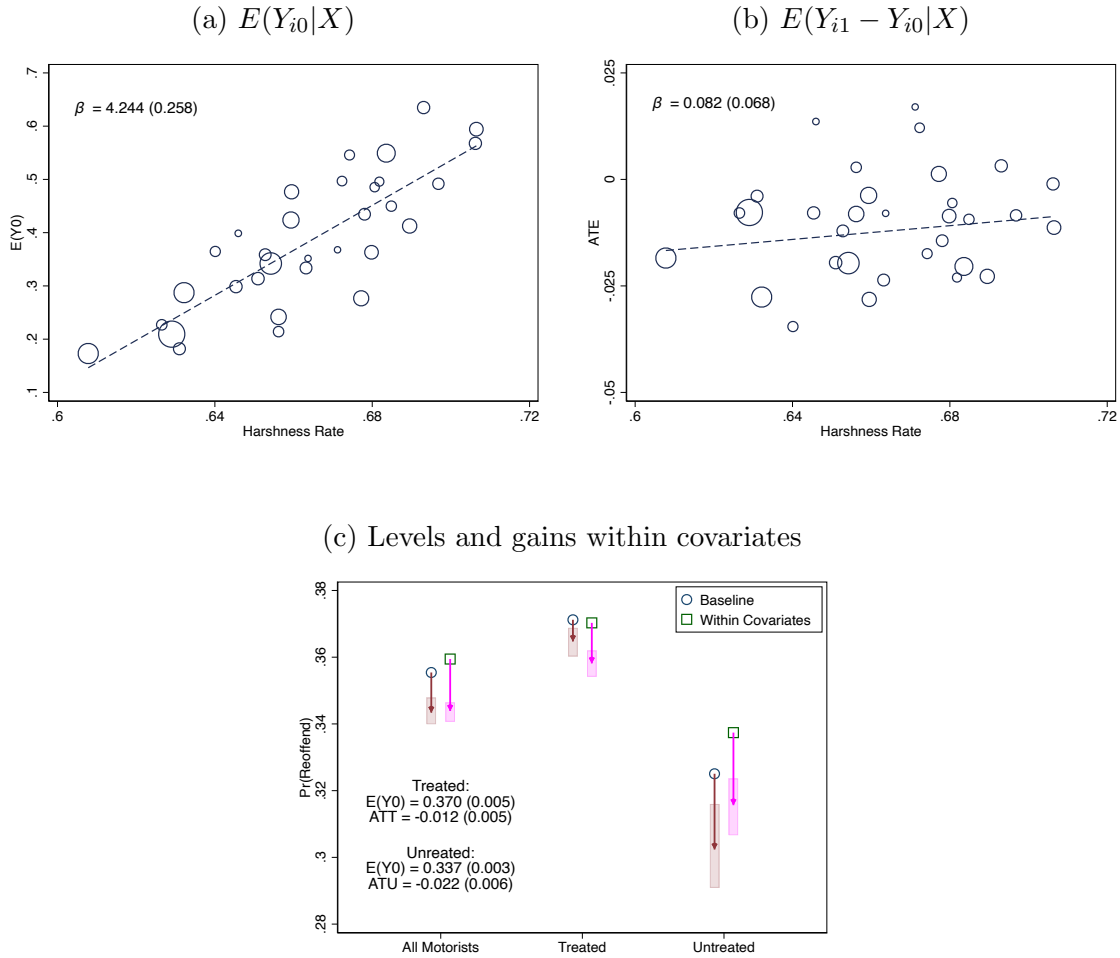 (a) E(Y_{i0}|X)
β = 4.244 (0.258)
E(Y0)
.7
.6
.5
.4
.3
.2
.1
.6
.64
.68
.72
Harshness Rate
(b) E(Y_{i1} − Y_{i0}|X)
β = 0.082 (0.068)
ATE
.025
0
-.025
-.05
.6
.64
.68
.72
Harshness Rate
(c) Levels and gains within covariates
Baseline
Within Covariates
Pr(Reoffend)
.38
.36
.34
.32
.3
.28
Treated:
E(Y0) = 0.370 (0.005)
ATT = -0.012 (0.005)
Unreated:
E(Y0) = 0.337 (0.003)
ATU = -0.022 (0.006)
All Motorists
Treated
Untreated